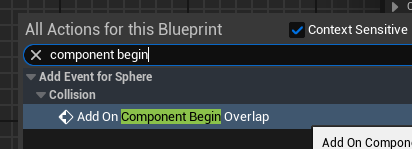 All Actions for this Blueprint
Context Sensitive
component begin
Add Event for Sphere
Collision
Add On Component Begin Overlap
Add On Compon